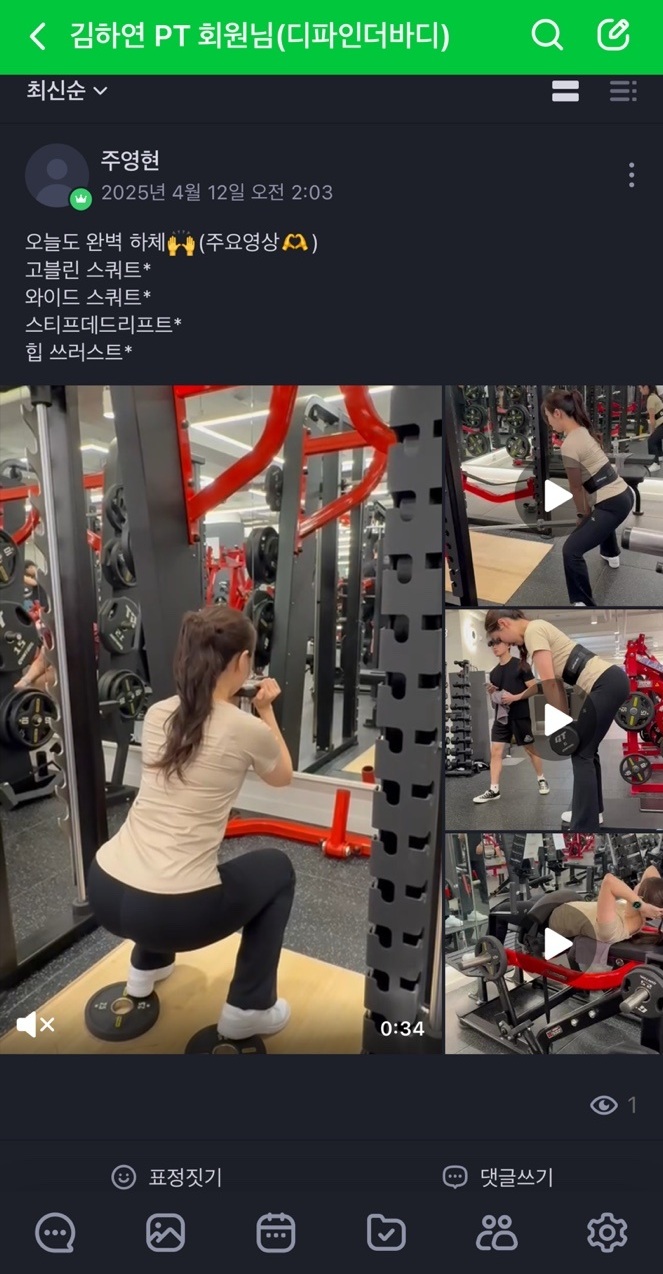 김하연 PT 회원님(디파인더바디)
최신순
주영현
2025년 4월 12일 오전 2:03
오늘도 완벽 하체🙌(주요영상🫶)
고블린 스쿼트*
와이드 스쿼트*
스티프데드리프트*
힙 쓰러스트*
0:34
1
표정짓기
댓글쓰기